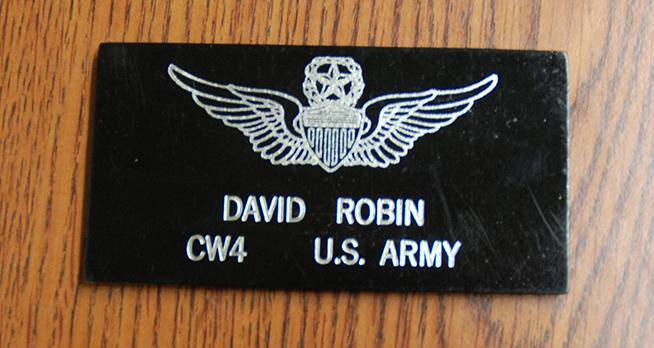 DAVID ROBIN
CW4 U.S. ARMY